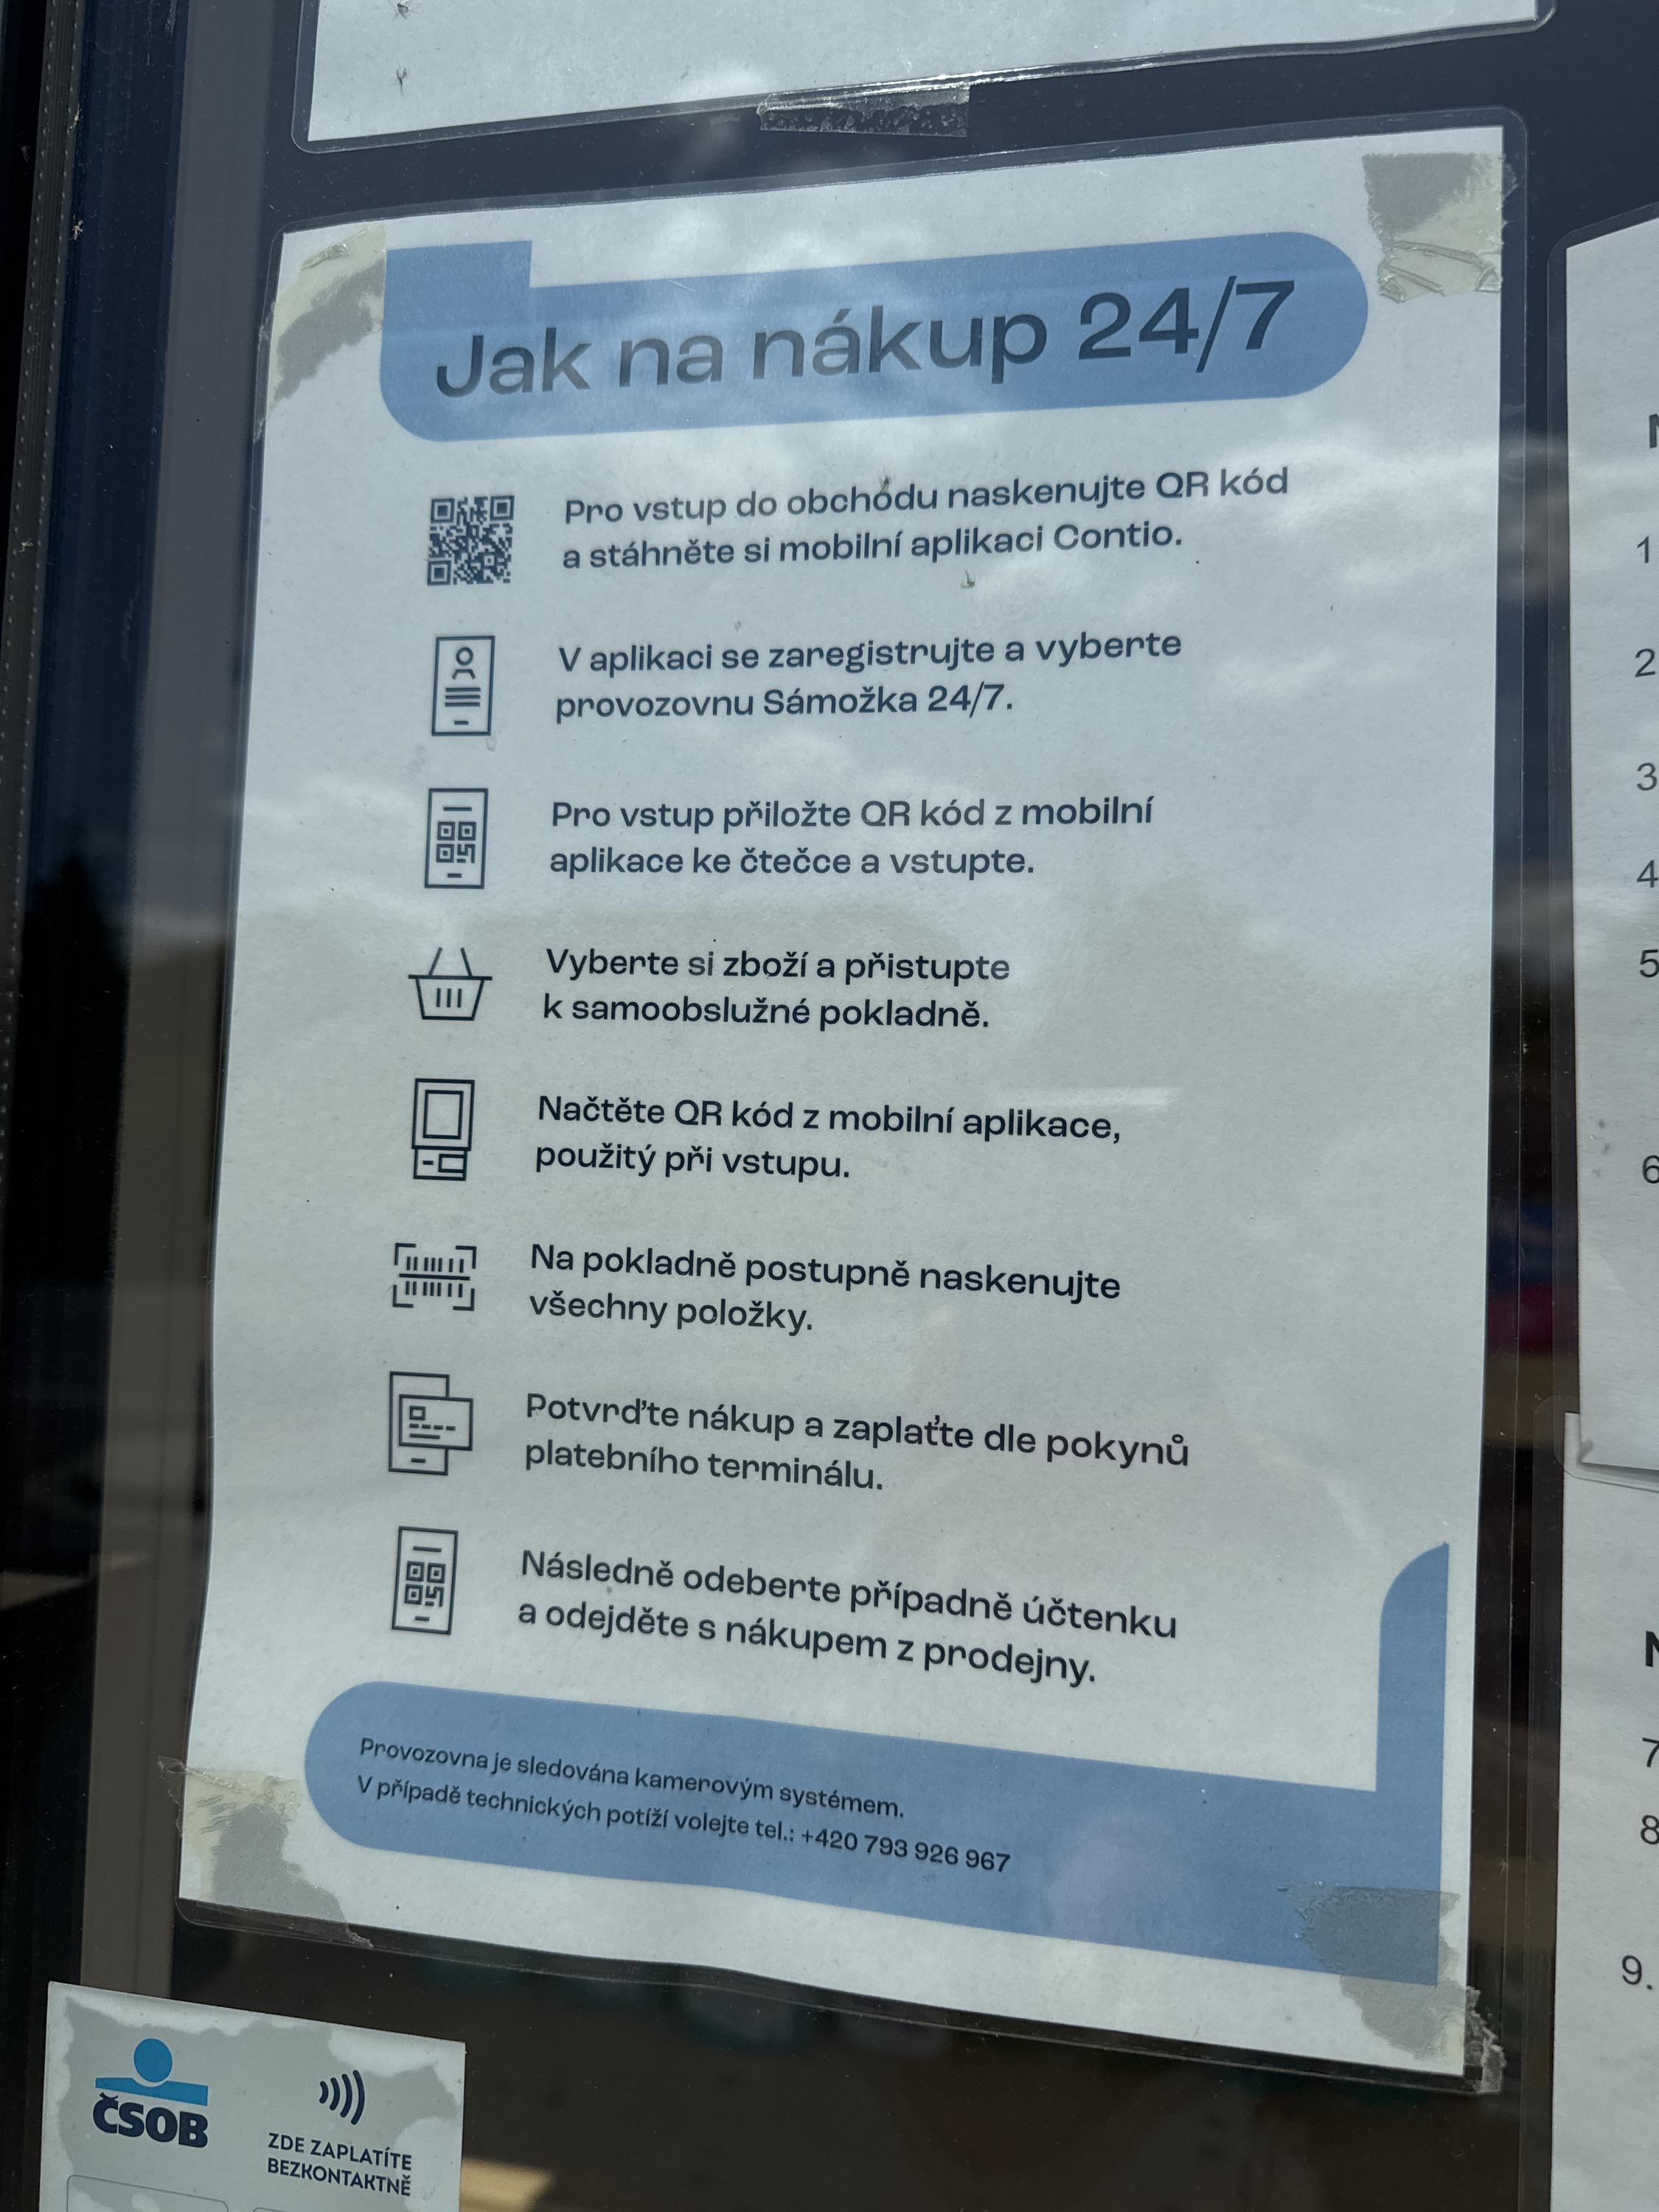 Jak na nákup 24/7
Pro vstup do obchodu naskenujte QR kód
a stáhněte si mobilní aplikaci Contio.
V aplikaci se zaregistrujte a vyberte
provozovnu Sámožka 24/7.
Pro vstup přiložte QR kód z mobilní
aplikace ke čtečce a vstupte.
Vyberte si zboží a přistupte
k samoobslužné pokladně.
Načtěte QR kód z mobilní aplikace,
použitý při vstupu.
Na pokladně postupně naskenujte
všechny položky.
Potvrďte nákup a zaplaťte dle pokynů
platebního terminálu.
Následně odeberte případně účtenku
a odejděte s nákupem z prodejny.
Provozovna je sledována kamerovým systémem.
V případě technických potíží volejte tel.: +420 793 926 967
ČSOB
ZDE ZAPLATÍTE
BEZKONTAKTNĚ
1
2
3
4
5
6
7
8
9.